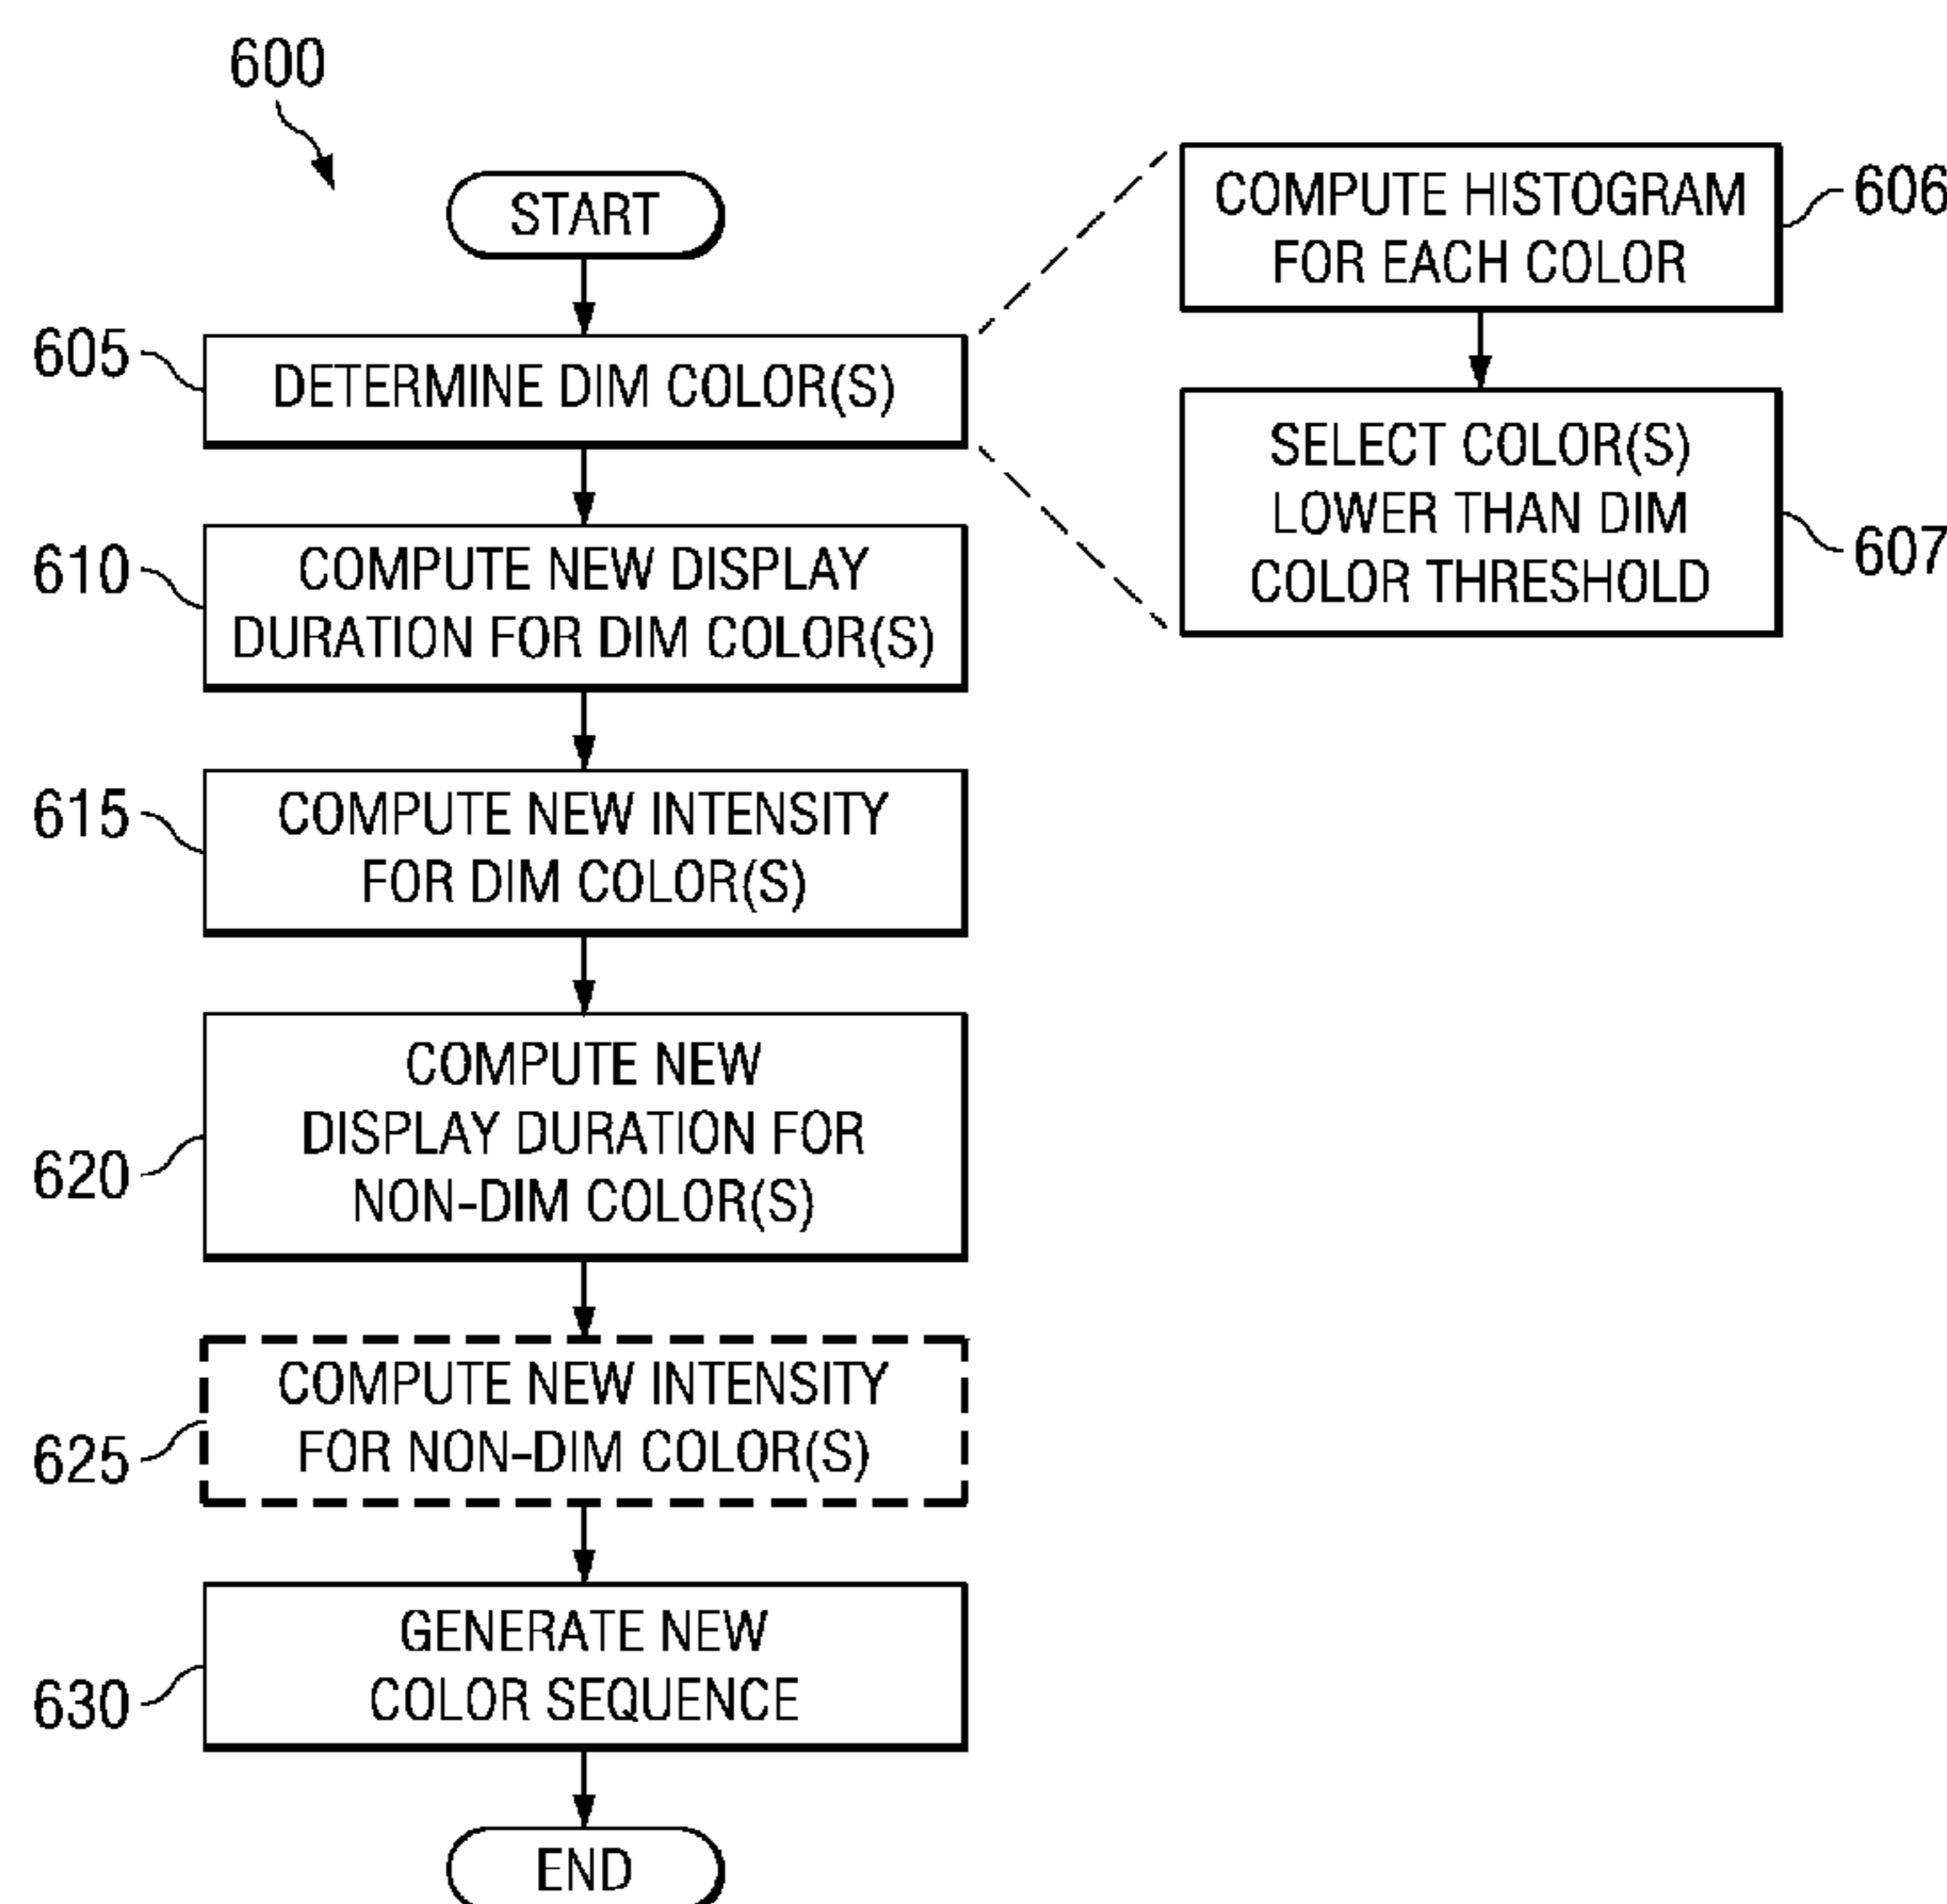 600
START
605
DETERMINE DIM COLOR(S)
610
COMPUTE NEW DISPLAY
DURATION FOR DIM COLOR(S)
615
COMPUTE NEW INTENSITY
FOR DIM COLOR(S)
620
COMPUTE NEW
DISPLAY DURATION FOR
NON-DIM COLOR(S)
625
COMPUTE NEW INTENSITY
FOR NON-DIM COLOR(S)
630
GENERATE NEW
COLOR SEQUENCE
END
COMPUTE HISTOGRAM
FOR EACH COLOR
606
SELECT COLOR(S)
LOWER THAN DIM
COLOR THRESHOLD
607